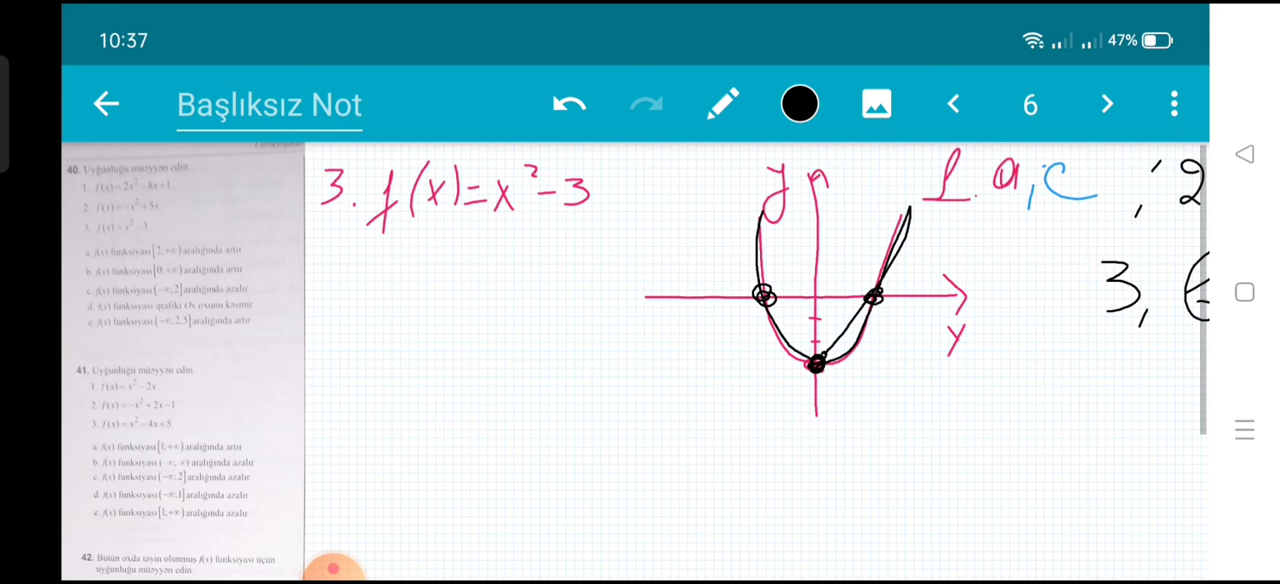 10:37
47%
Başlıksız Not
6
40. Uyğunluğu müəyyən edin.
1. f(x)=2x²−8x+1
2. f(x)=−x²+5x
3. f(x)=x²−3
a. f(x) funksiyası [2; +∞) aralığında artır
b. f(x) funksiyası [0; +∞) aralığında artır
c. f(x) funksiyası (−∞; 2] aralığında azalır
d. f(x) funksiyası qrafiki Ox oxunu kəsmir
e. f(x) funksiyası (−∞; 2,5] aralığında artır
41. Uyğunluğu müəyyən edin.
1. f(x)=x²−2x
2. f(x)=−x²+2x−1
3. f(x)=x²−4x+5
a. f(x) funksiyası [1; +∞) aralığında artır
b. f(x) funksiyası aralığında azalır
c. f(x) funksiyası (−∞; 2] aralığında azalır
d. f(x) funksiyası (−∞; 1] aralığında azalır
e. f(x) funksiyası [1; +∞) aralığında azalır
42. Bütün oxda təyin olunmuş f(x) funksiyası üçün
uyğunluğu müəyyən edin.
3. f(x)=x²-3
y
1. a, c ; 2
3,